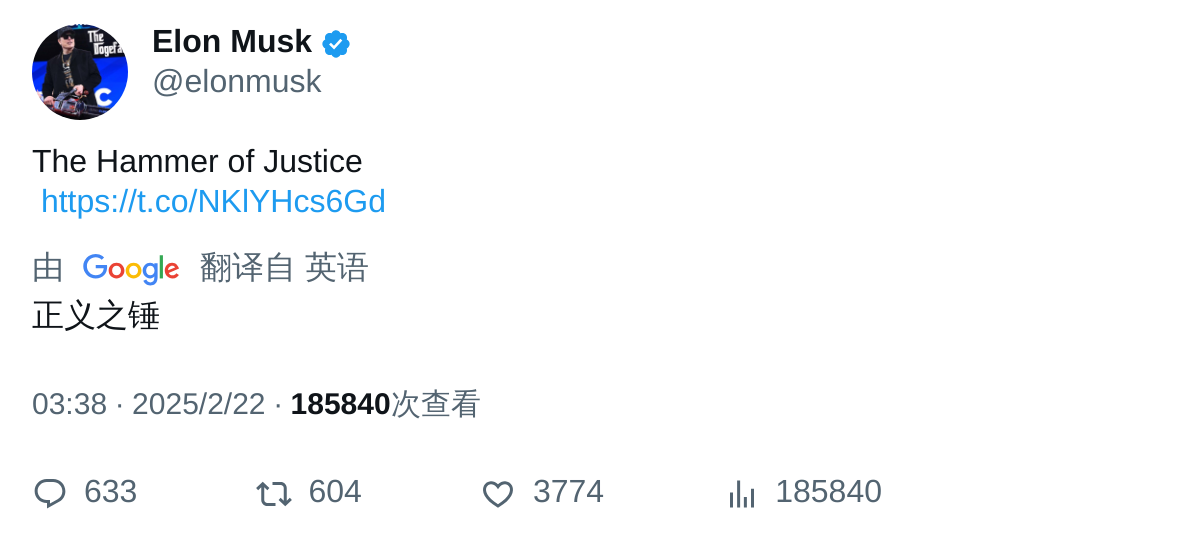 The
Dogefa
C
Elon Musk
@elonmusk
The Hammer of Justice
https://t.co/NKlYHcs6Gd
由 Google 翻译自 英语
正义之锤
03:38 · 2025/2/22 · 185840次查看
633 604 3774 185840